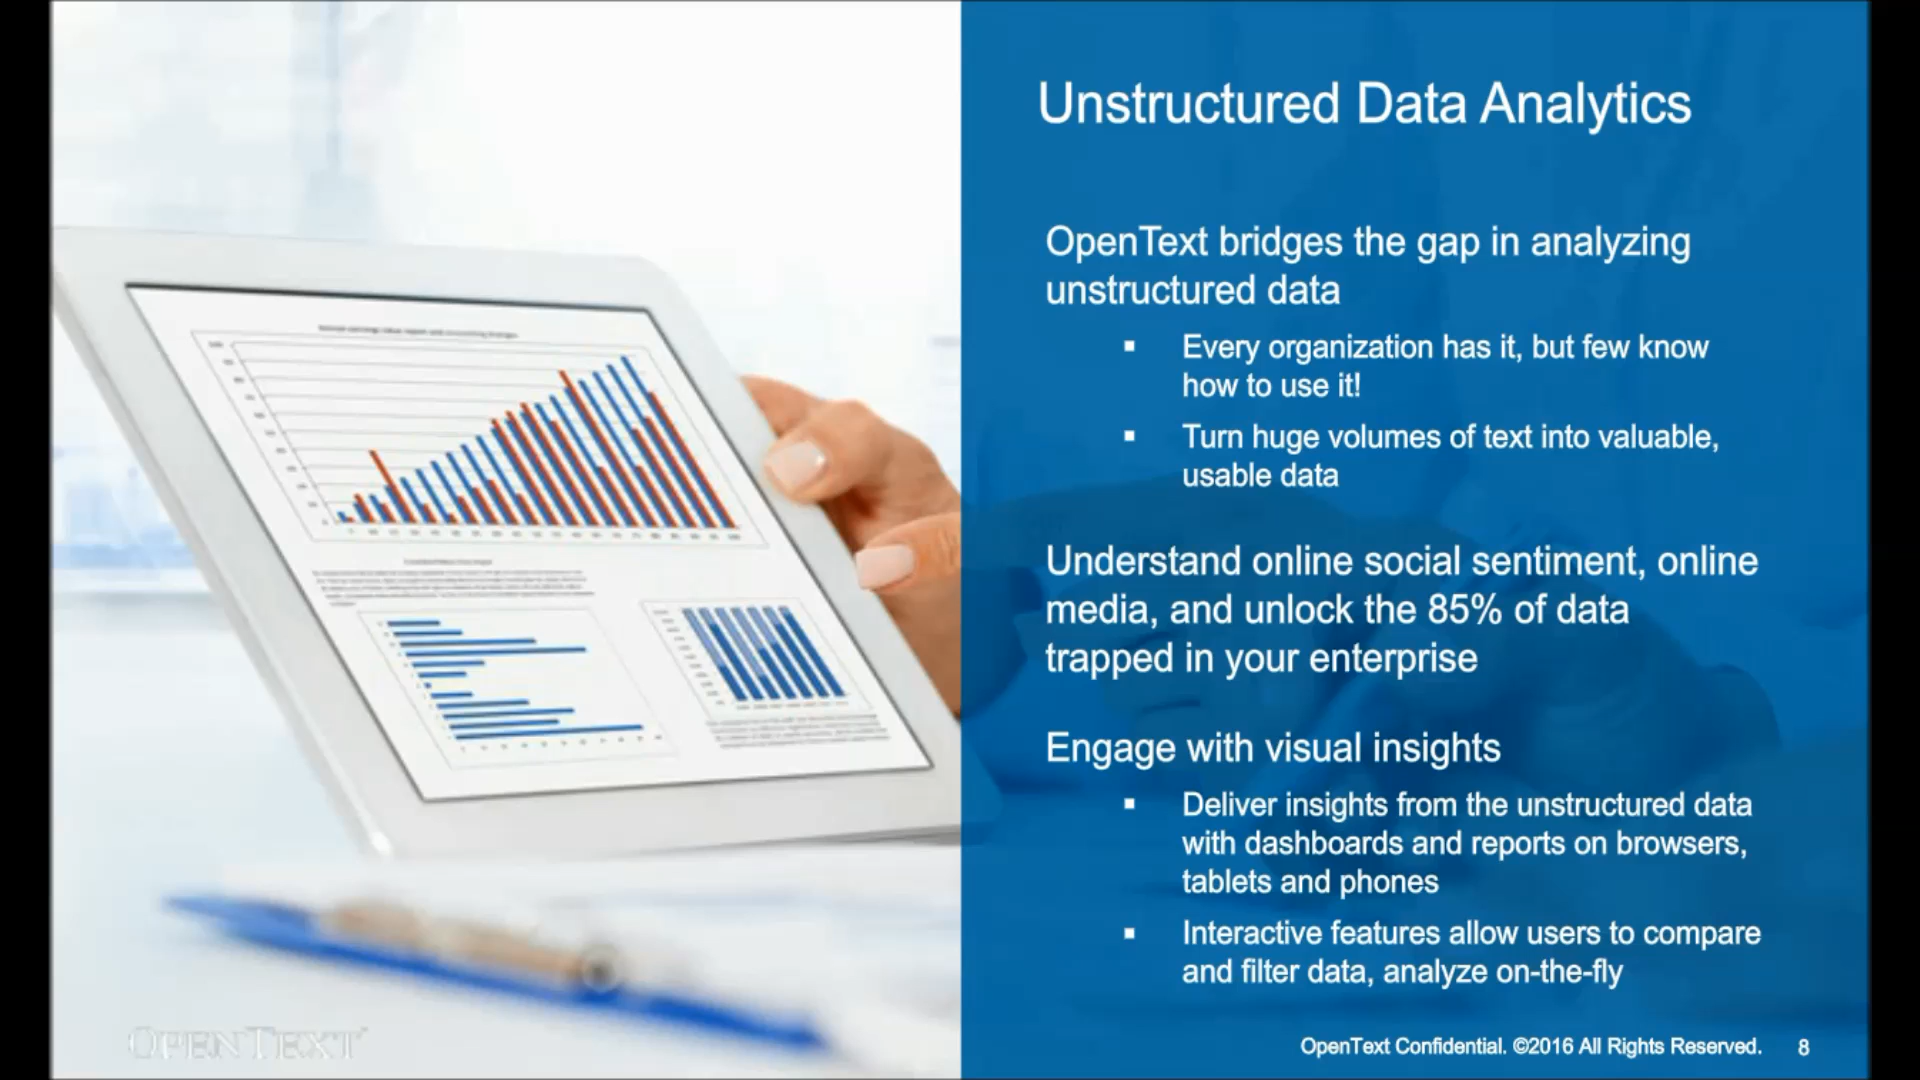 Unstructured Data Analytics
OpenText bridges the gap in analyzing
unstructured data
▪ Every organization has it, but few know
how to use it!
▪ Turn huge volumes of text into valuable,
usable data
Understand online social sentiment, online
media, and unlock the 85% of data
trapped in your enterprise
Engage with visual insights
▪ Deliver insights from the unstructured data
with dashboards and reports on browsers,
tablets and phones
▪ Interactive features allow users to compare
and filter data, analyze on-the-fly
OPENTEXT
OpenText Confidential. ©2016 All Rights Reserved. 8